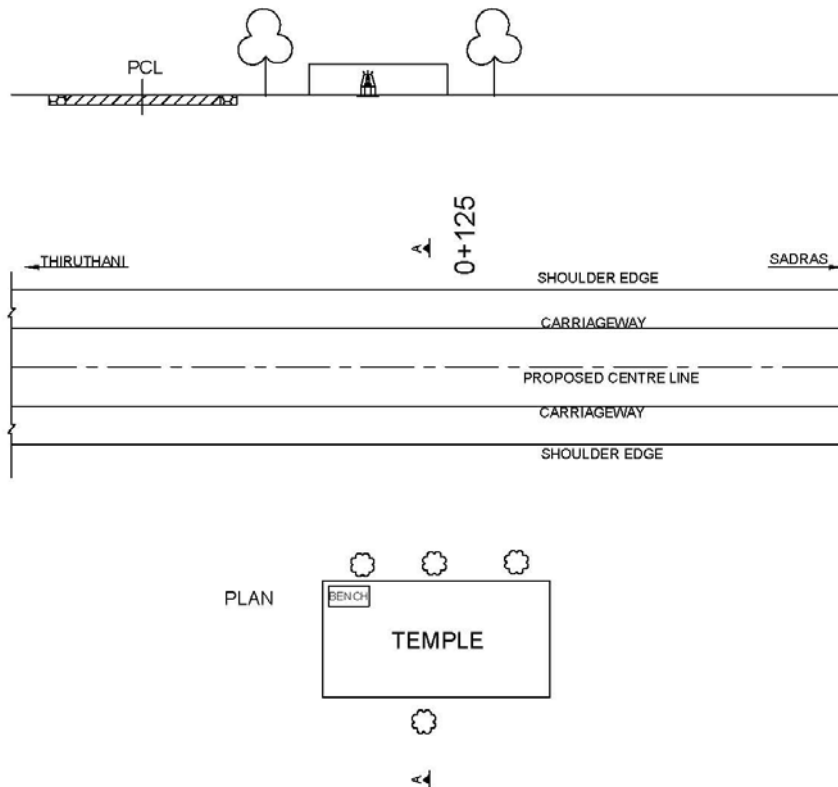 PCL
A
0+125
THIRUTHANI
SADRAS
SHOULDER EDGE
CARRIAGEWAY
PROPOSED CENTRE LINE
CARRIAGEWAY
SHOULDER EDGE
PLAN
BENCH
TEMPLE
A